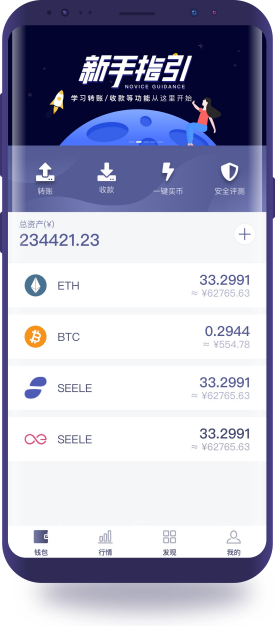 新手指引
NOVICE GUIDANCE
学习转账/收款等功能从这里开始
转账
收款
一键买币
安全评测
总资产(¥)
234421.23
ETH
33.2991
≈ ¥62765.63
BTC
0.2944
≈ ¥554.78
SEELE
33.2991
≈ ¥62765.63
SEELE
33.2991
≈ ¥62765.63
钱包
行情
发现
我的